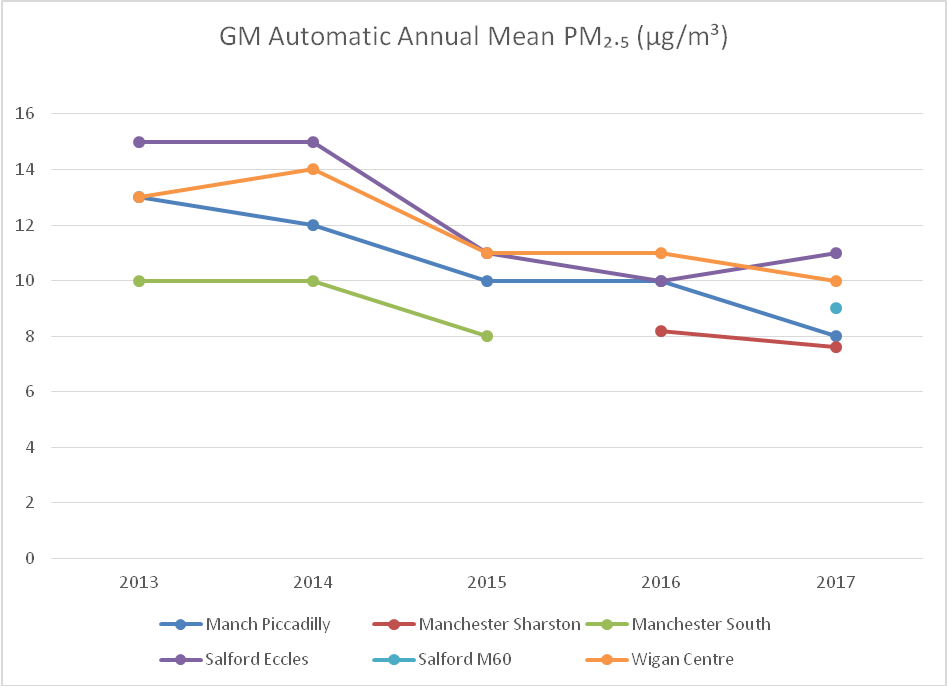 GM Automatic Annual Mean PM₂.₅ (µg/m³)
16
14
12
10
8
6
4
2
0
2013 2014 2015 2016 2017
Manch Piccadilly Manchester Sharston Manchester South
Salford Eccles Salford M60 Wigan Centre